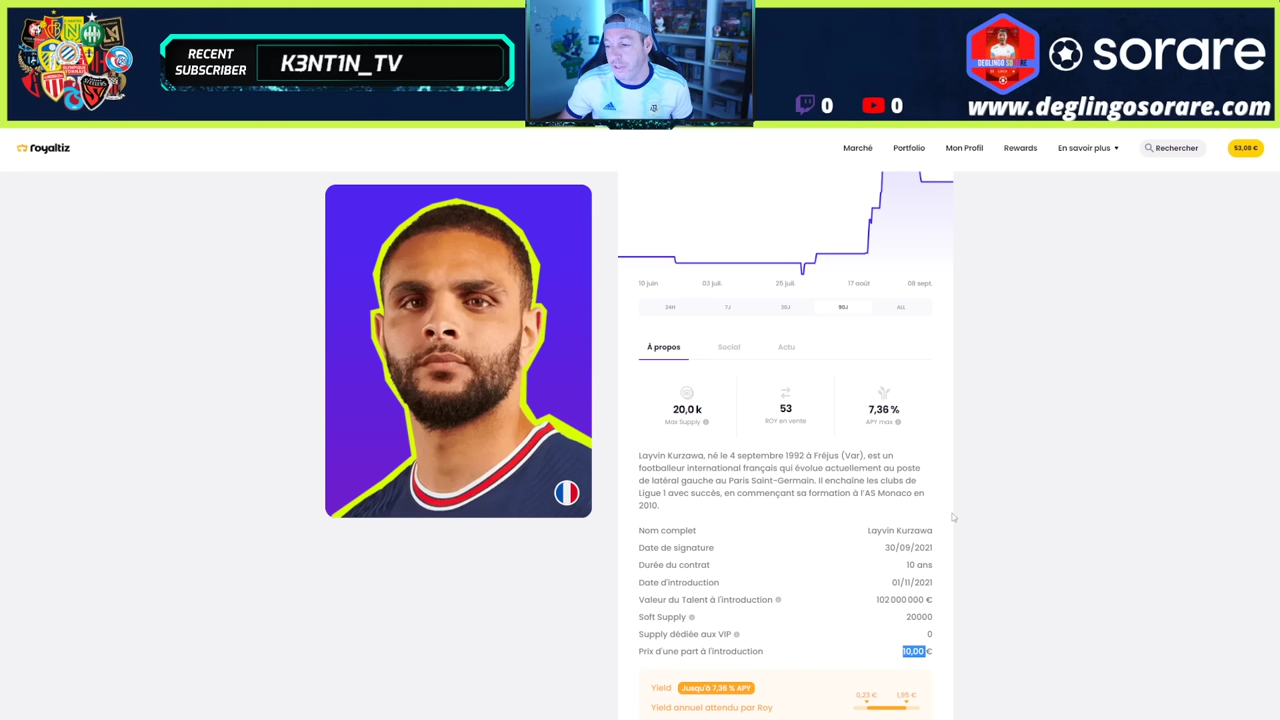 RECENT
SUBSCRIBER
K3NT1N_TV
0
0
sorare
DEGLINGO SORARE
www.deglingosorare.com
royaltiz
Marché
Portfolio
Mon Profil
Rewards
En savoir plus
Rechercher
53,09 €
10 juin
03 juil.
25 juil.
17 août
08 sept.
24H
7J
30J
90J
ALL
À propos
Social
Actu
20,0 k
Max Supply
53
ROY en vente
7,36 %
APY max
Layvin Kurzawa, né le 4 septembre 1992 à Fréjus (Var), est un
footballeur international français qui évolue actuellement au poste
de latéral gauche au Paris Saint-Germain. Il enchaîne les clubs de
Ligue 1 avec succès, en commençant sa formation à l'AS Monaco en
2010.
Nom complet Layvin Kurzawa
Date de signature 30/09/2021
Durée du contrat 10 ans
Date d'introduction 01/11/2021
Valeur du Talent à l'introduction 102 000 000 €
Soft Supply 20000
Supply dédiée aux VIP 0
Prix d'une part à l'introduction 10,00 €
Yield Jusqu'à 7,36 % APY
0,23 € 1,95 €
Yield annuel attendu par Roy